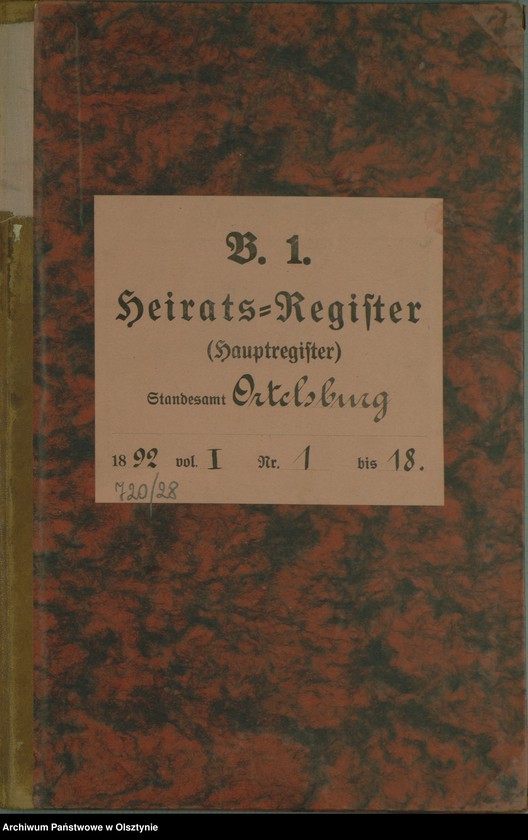 B. 1.
Heirats=Regiſter
(Hauptregiſter)
Standesamt Ortelsburg
1892 vol. I Nr. 1 bis 18.
720/28
Archiwum Państwowe w Olsztynie